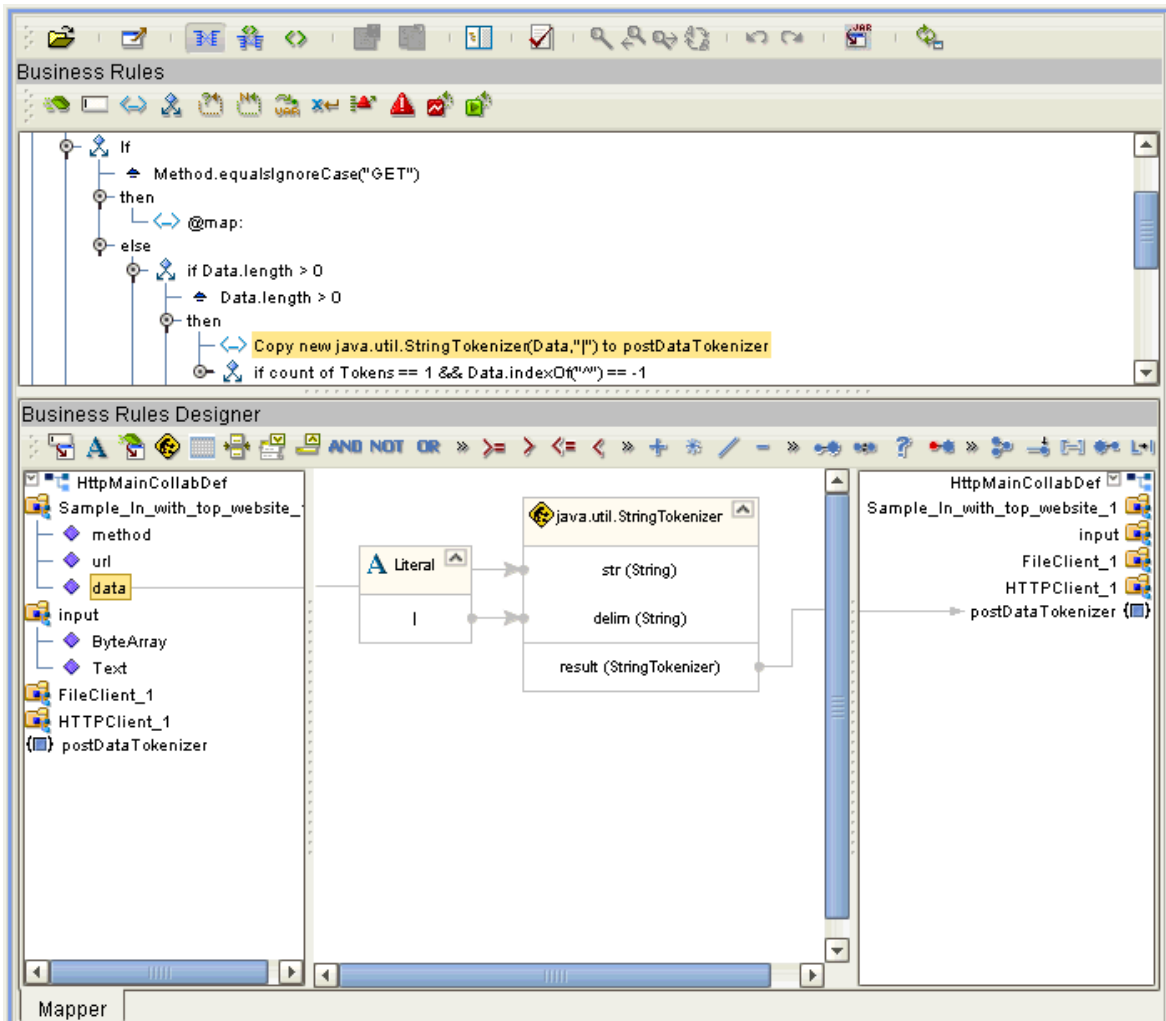 JAR
Business Rules
JAR
If
Method.equalsIgnoreCase("GET")
then
@map:
else
if Data.length > 0
Data.length > 0
then
Copy new java.util.StringTokenizer(Data,"|") to postDataTokenizer
if count of Tokens == 1 && Data.indexOf("^") == -1
Business Rules Designer
AND NOT OR » >= > <= < » + * / - » ? » L
HttpMainCollabDef
Sample_In_with_top_website_
method
url
data
input
ByteArray
Text
FileClient_1
HTTPClient_1
postDataTokenizer
A Literal
|
java.util.StringTokenizer
str (String)
delim (String)
result (StringTokenizer)
HttpMainCollabDef
Sample_In_with_top_website_1
input
FileClient_1
HTTPClient_1
postDataTokenizer
Mapper